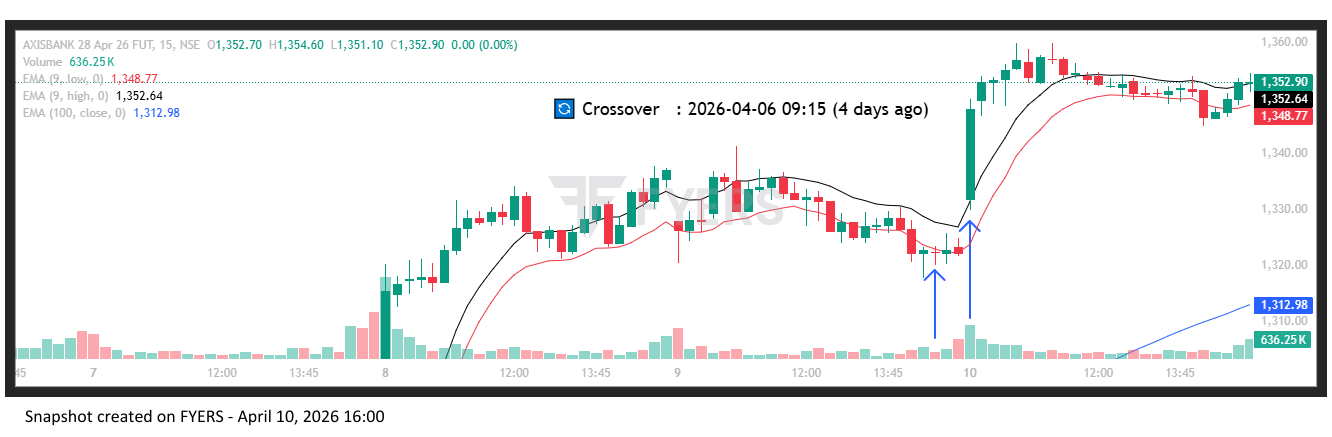 AXISBANK 28 Apr 26 FUT, 15, NSE O1,352.70 H1,354.60 L1,351.10 C1,352.90 0.00 (0.00%)
Volume 636.25K
EMA (9, low, 0) 1,348.77
EMA (9, high, 0) 1,352.64
EMA (100, close, 0) 1,312.98
Crossover : 2026-04-06 09:15 (4 days ago)
FYERS
1,360.00
1,352.90
1,352.64
1,348.77
1,340.00
1,330.00
1,320.00
1,312.98
1,310.00
636.25K
:45 7 12:00 13:45 8 12:00 13:45 9 12:00 13:45 10 12:00 13:45
Snapshot created on FYERS - April 10, 2026 16:00